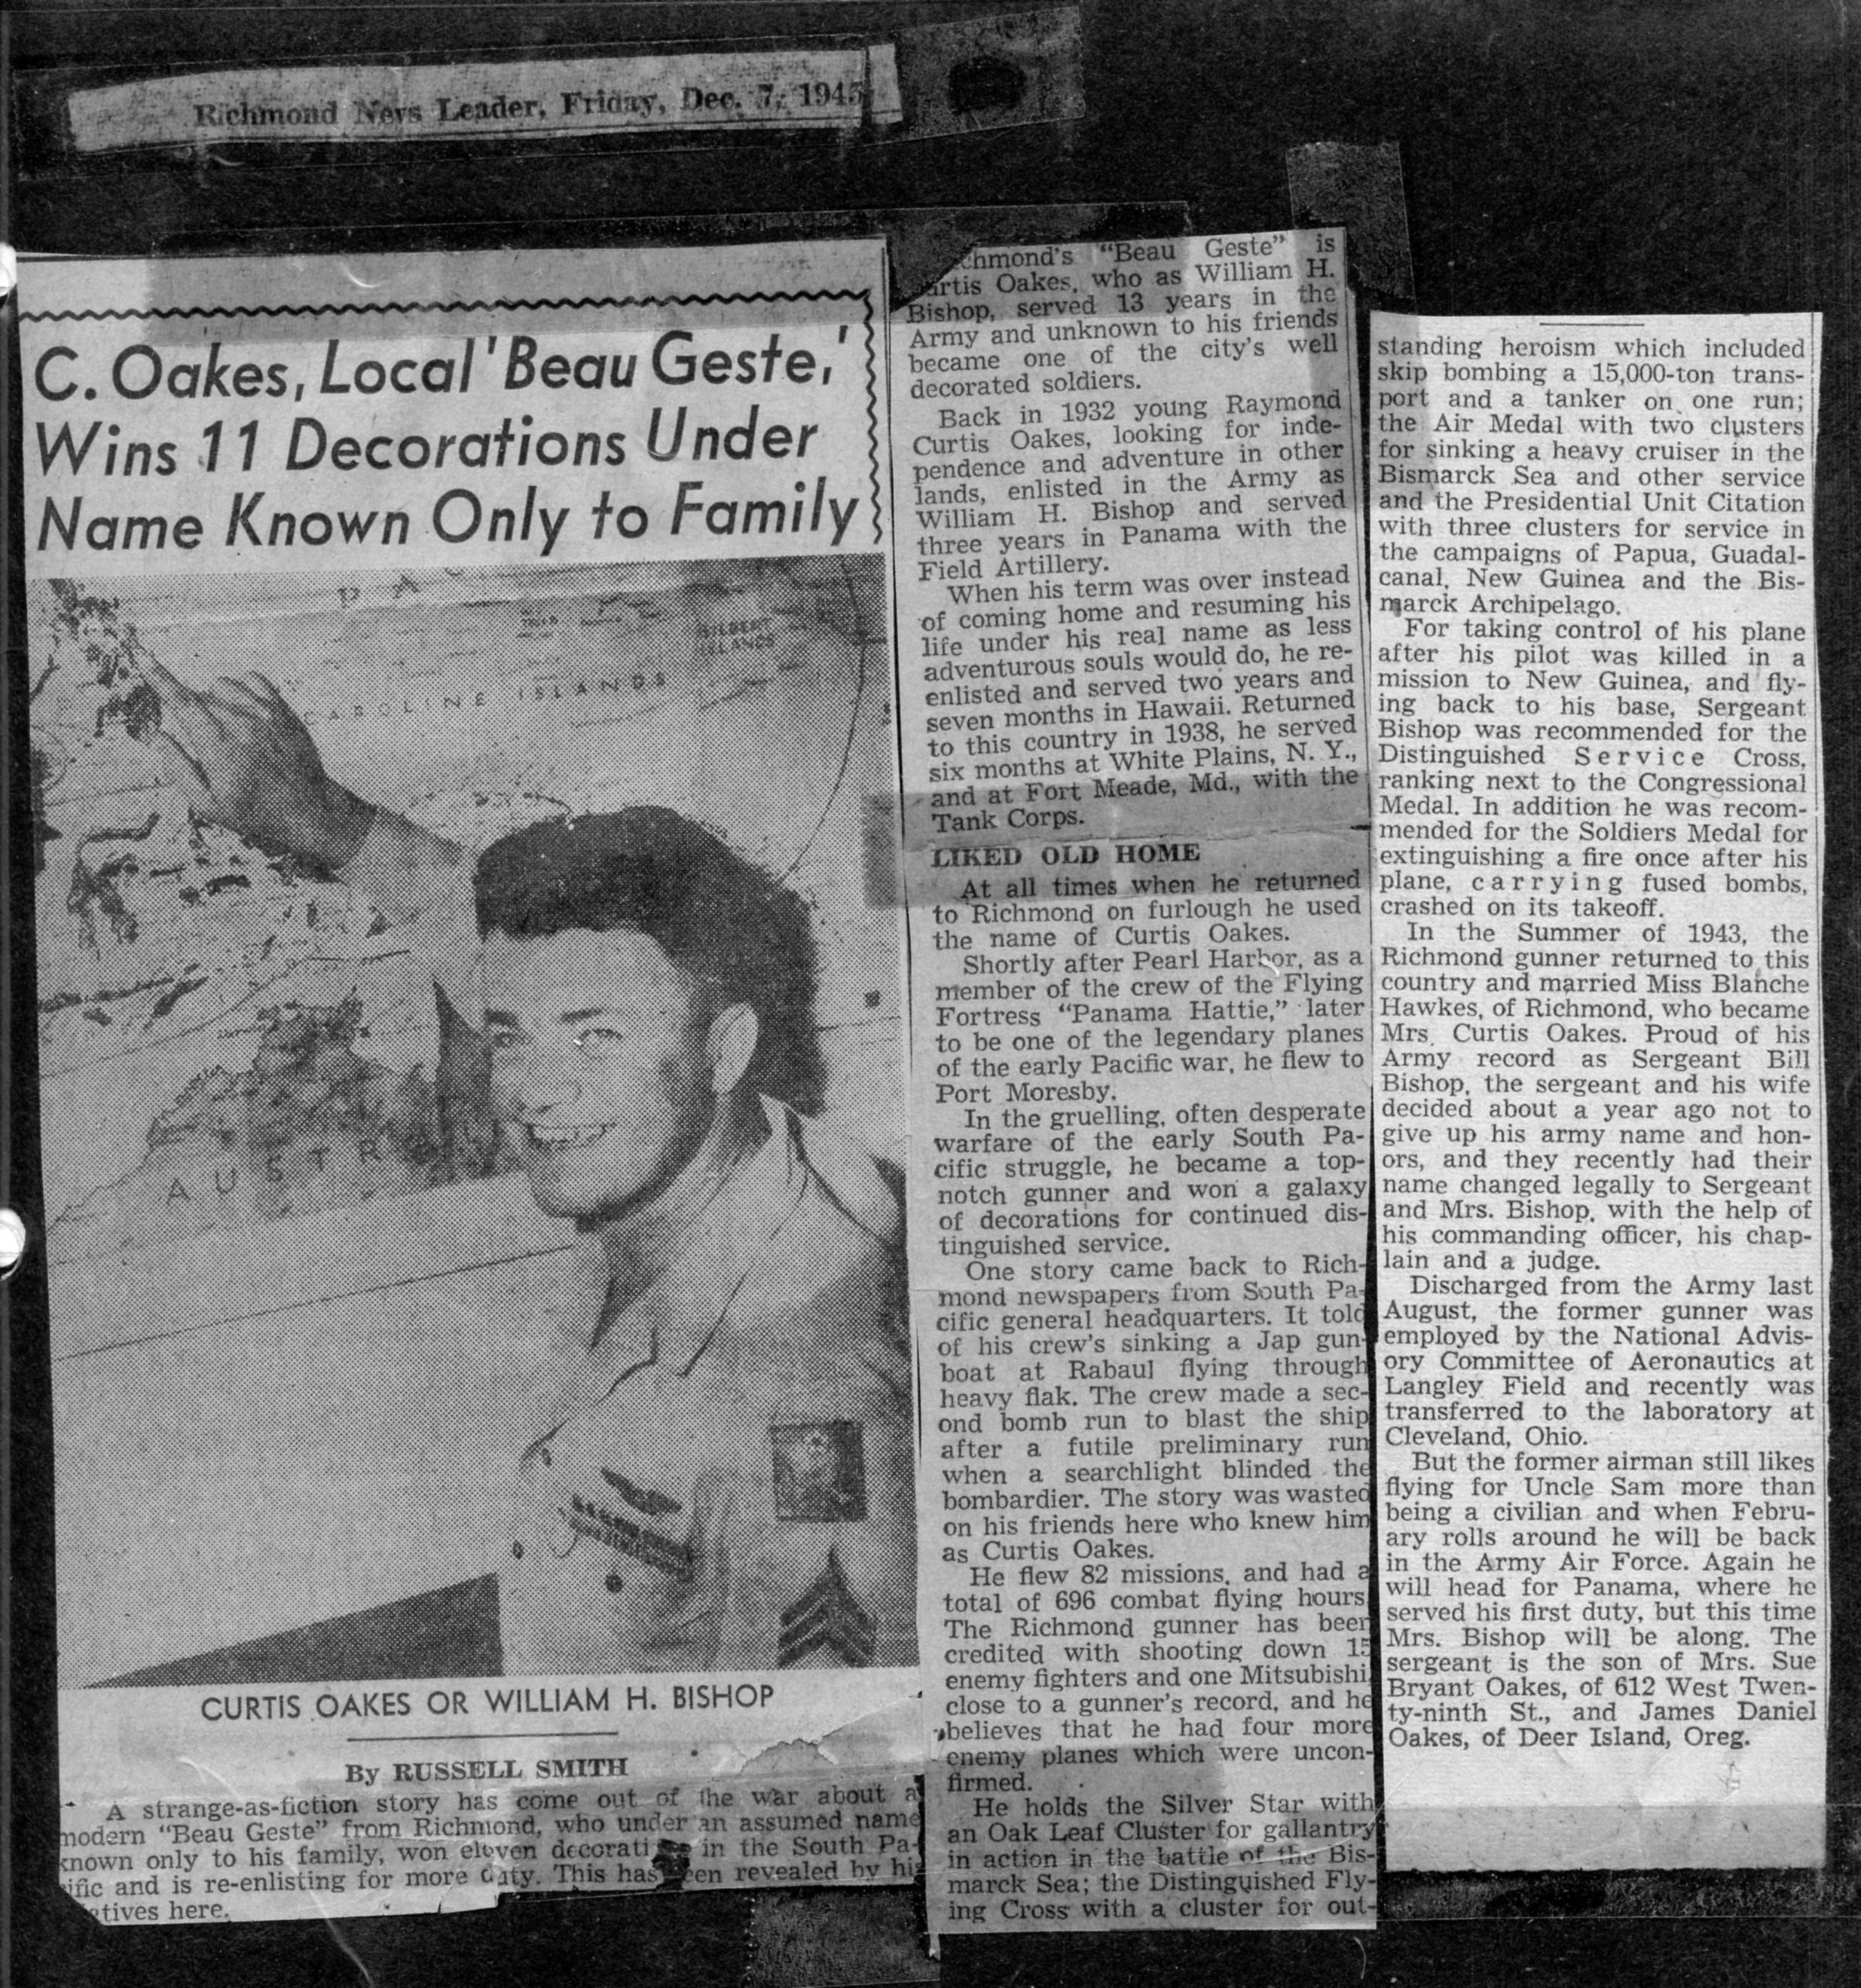 Richmond News Leader, Friday, Dec. 7, 1945
C. Oakes, Local 'Beau Geste,'
Wins 11 Decorations Under
Name Known Only to Family
GILBERT
ISLANDS
CAROLINE ISLANDS
AUSTR
CURTIS OAKES OR WILLIAM H. BISHOP
By RUSSELL SMITH
A strange-as-fiction story has come out of the war about a
modern "Beau Geste" from Richmond, who under an assumed name
known only to his family, won eleven decorati in the South Pa-
ific and is re-enlisting for more duty. This has een revealed by his
atives here.
chmond's "Beau Geste" is
urtis Oakes, who as William H.
Bishop, served 13 years in the
Army and unknown to his friends
became one of the city's well
decorated soldiers.
Back in 1932 young Raymond
Curtis Oakes, looking for inde-
pendence and adventure in other
lands, enlisted in the Army as
William H. Bishop and served
three years in Panama with the
Field Artillery.
When his term was over instead
of coming home and resuming his
life under his real name as less
adventurous souls would do, he re-
enlisted and served two years and
seven months in Hawaii. Returned
to this country in 1938, he served
six months at White Plains, N. Y.,
and at Fort Meade, Md., with the
Tank Corps.
LIKED OLD HOME
At all times when he returned
to Richmond on furlough he used
the name of Curtis Oakes.
Shortly after Pearl Harbor, as a
member of the crew of the Flying
Fortress "Panama Hattie," later
to be one of the legendary planes
of the early Pacific war, he flew to
Port Moresby.
In the gruelling, often desperate
warfare of the early South Pa-
cific struggle, he became a top-
notch gunner and won a galaxy
of decorations for continued dis-
tinguished service.
One story came back to Rich-
mond newspapers from South Pa-
cific general headquarters. It told
of his crew's sinking a Jap gun-
boat at Rabaul flying through
heavy flak. The crew made a sec-
ond bomb run to blast the ship
after a futile preliminary run
when a searchlight blinded the
bombardier. The story was wasted
on his friends here who knew him
as Curtis Oakes.
He flew 82 missions, and had a
total of 696 combat flying hours.
The Richmond gunner has been
credited with shooting down 15
enemy fighters and one Mitsubishi,
close to a gunner's record, and he
believes that he had four more
enemy planes which were uncon-
firmed.
He holds the Silver Star with
an Oak Leaf Cluster for gallantry
in action in the battle of the Bis-
marck Sea; the Distinguished Fly-
ing Cross with a cluster for out-
standing heroism which included
skip bombing a 15,000-ton trans-
port and a tanker on one run;
the Air Medal with two clusters
for sinking a heavy cruiser in the
Bismarck Sea and other service
and the Presidential Unit Citation
with three clusters for service in
the campaigns of Papua, Guadal-
canal, New Guinea and the Bis-
marck Archipelago.
For taking control of his plane
after his pilot was killed in a
mission to New Guinea, and fly-
ing back to his base, Sergeant
Bishop was recommended for the
Distinguished Service Cross,
ranking next to the Congressional
Medal. In addition he was recom-
mended for the Soldiers Medal for
extinguishing a fire once after his
plane, carrying fused bombs,
crashed on its takeoff.
In the Summer of 1943, the
Richmond gunner returned to this
country and married Miss Blanche
Hawkes, of Richmond, who became
Mrs. Curtis Oakes. Proud of his
Army record as Sergeant Bill
Bishop, the sergeant and his wife
decided about a year ago not to
give up his army name and hon-
ors, and they recently had their
name changed legally to Sergeant
and Mrs. Bishop, with the help of
his commanding officer, his chap-
lain and a judge.
Discharged from the Army last
August, the former gunner was
employed by the National Advis-
ory Committee of Aeronautics at
Langley Field and recently was
transferred to the laboratory at
Cleveland, Ohio.
But the former airman still likes
flying for Uncle Sam more than
being a civilian and when Febru-
ary rolls around he will be back
in the Army Air Force. Again he
will head for Panama, where he
served his first duty, but this time
Mrs. Bishop will be along. The
sergeant is the son of Mrs. Sue
Bryant Oakes, of 612 West Twen-
ty-ninth St., and James Daniel
Oakes, of Deer Island, Oreg.